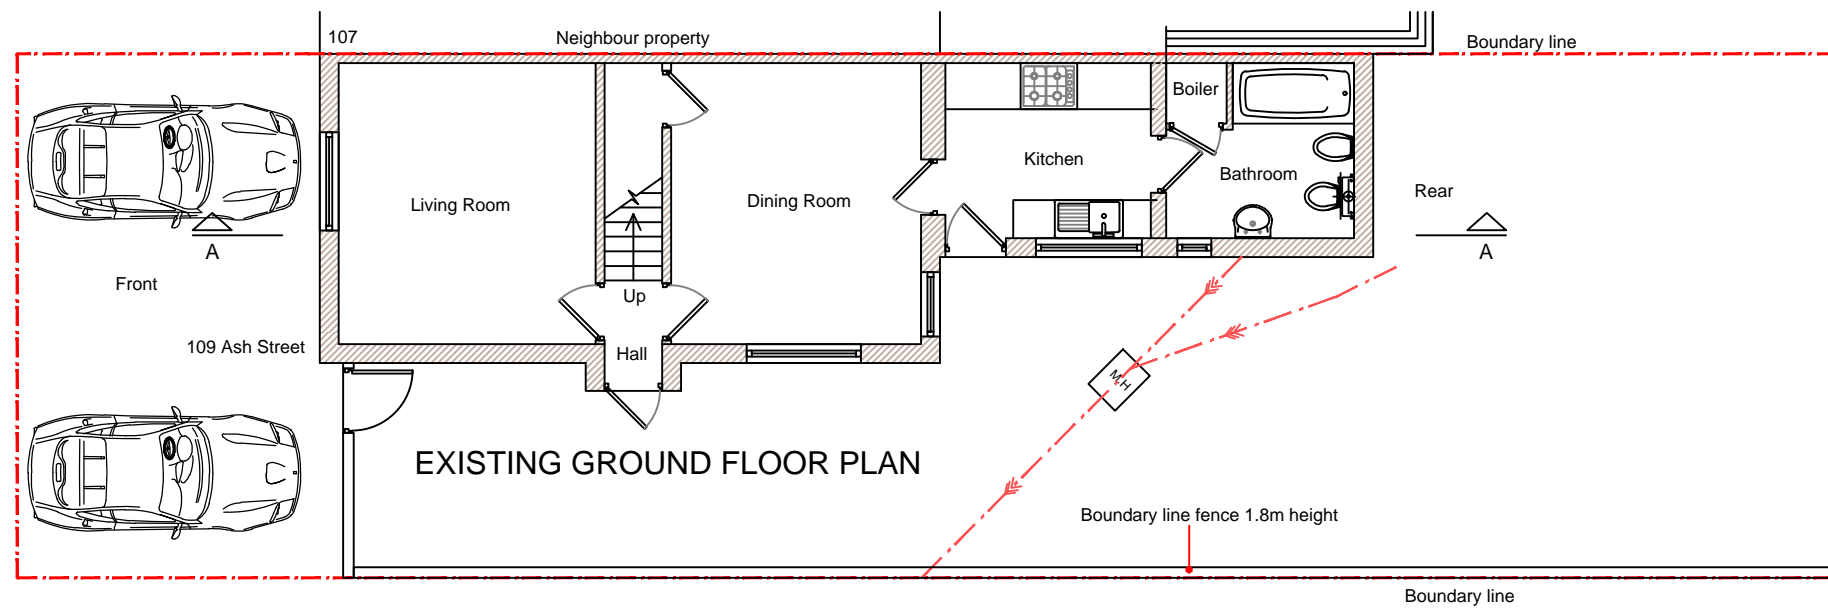 107
Neighbour property
Boundary line
Boiler
Kitchen
Bathroom
Living Room
Dining Room
Rear
A
A
Front
Up
109 Ash Street
Hall
M.H
EXISTING GROUND FLOOR PLAN
Boundary line fence 1.8m height
Boundary line